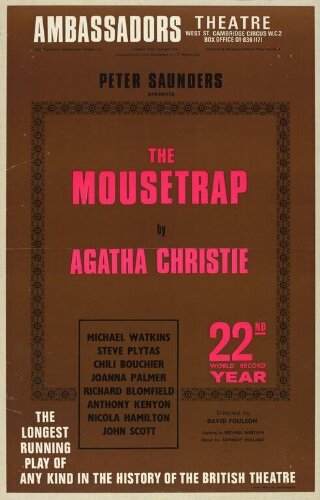 AMBASSADORS THEATRE
WEST ST. CAMBRIDGE CIRCUS W.C.2
BOX OFFICE 01-836 1171
PETER SAUNDERS
presents
THE
MOUSETRAP
by
AGATHA CHRISTIE
MICHAEL WATKINS
STEVE PLYTAS
CHILI BOUCHIER
JOANNA PALMER
RICHARD BLOMFIELD
ANTHONY KENYON
NICOLA HAMILTON
JOHN SCOTT
22ND
WORLD RECORD
YEAR
Directed by
DAVID POULSON
THE
LONGEST
RUNNING
PLAY OF
ANY KIND IN THE HISTORY OF THE BRITISH THEATRE